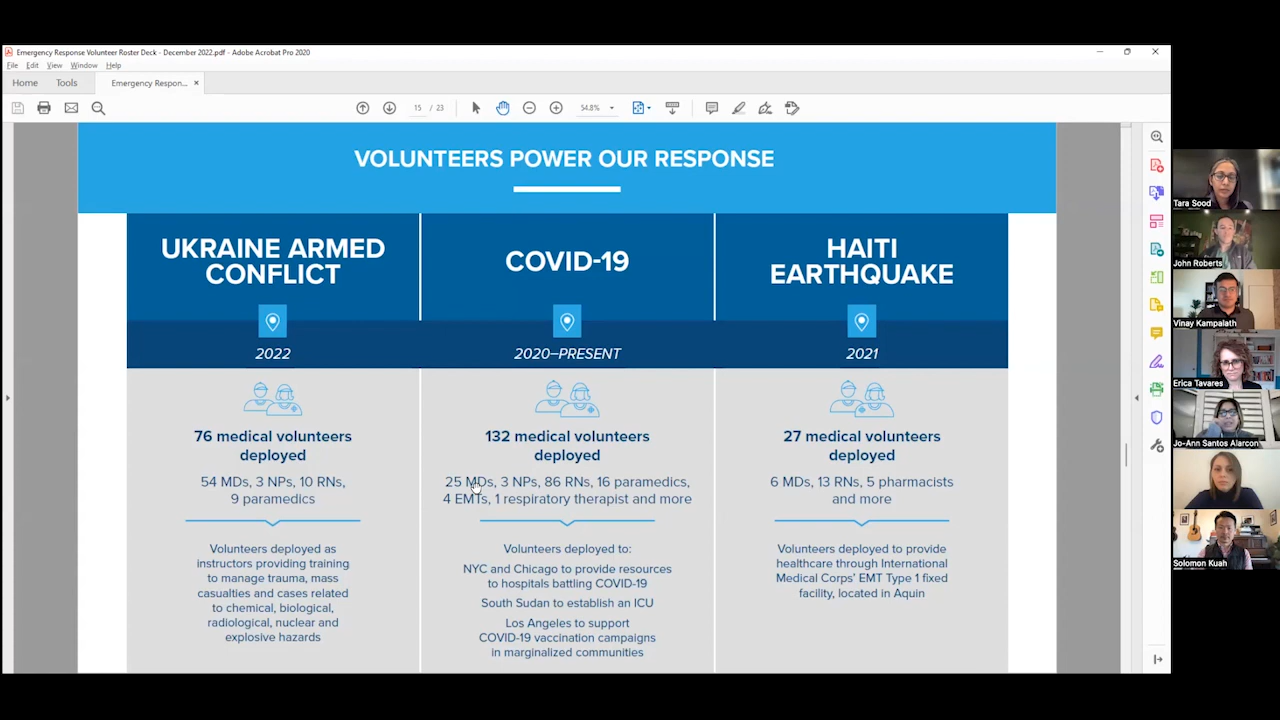 Emergency Response Volunteer Roster Deck - December 2022.pdf - Adobe Acrobat Pro 2020
File Edit View Window Help
Home Tools Emergency Respon... ×
15 / 23 54.8%
VOLUNTEERS POWER OUR RESPONSE
UKRAINE ARMED
CONFLICT
2022
76 medical volunteers
deployed
54 MDs, 3 NPs, 10 RNs,
9 paramedics
Volunteers deployed as
instructors providing training
to manage trauma, mass
casualties and cases related
to chemical, biological,
radiological, nuclear and
explosive hazards
COVID-19
2020–PRESENT
132 medical volunteers
deployed
25 MDs, 3 NPs, 86 RNs, 16 paramedics,
4 EMTs, 1 respiratory therapist and more
Volunteers deployed to:
NYC and Chicago to provide resources
to hospitals battling COVID-19
South Sudan to establish an ICU
Los Angeles to support
COVID-19 vaccination campaigns
in marginalized communities
HAITI
EARTHQUAKE
2021
27 medical volunteers
deployed
6 MDs, 13 RNs, 5 pharmacists
and more
Volunteers deployed to provide
healthcare through International
Medical Corps' EMT Type 1 fixed
facility, located in Aquin
Tara Sood
John Roberts
Vinay Kampalath
Erica Tavares
Jo-Ann Santos Alarcon
Solomon Kuah